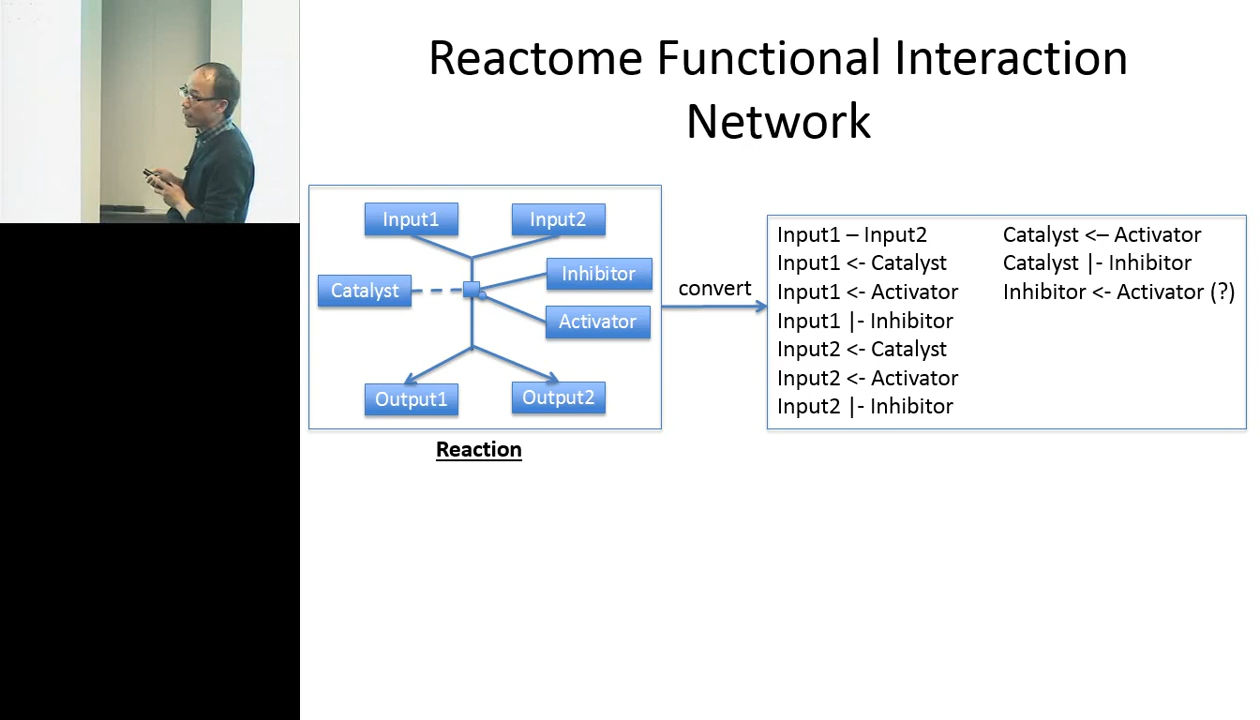 Reactome Functional Interaction
Network
Input1
Input2
Inhibitor
Catalyst
Activator
Output1
Output2
Reaction
convert
Input1 – Input2
Input1 <- Catalyst
Input1 <- Activator
Input1 |- Inhibitor
Input2 <- Catalyst
Input2 <- Activator
Input2 |- Inhibitor
Catalyst <– Activator
Catalyst |- Inhibitor
Inhibitor <- Activator (?)